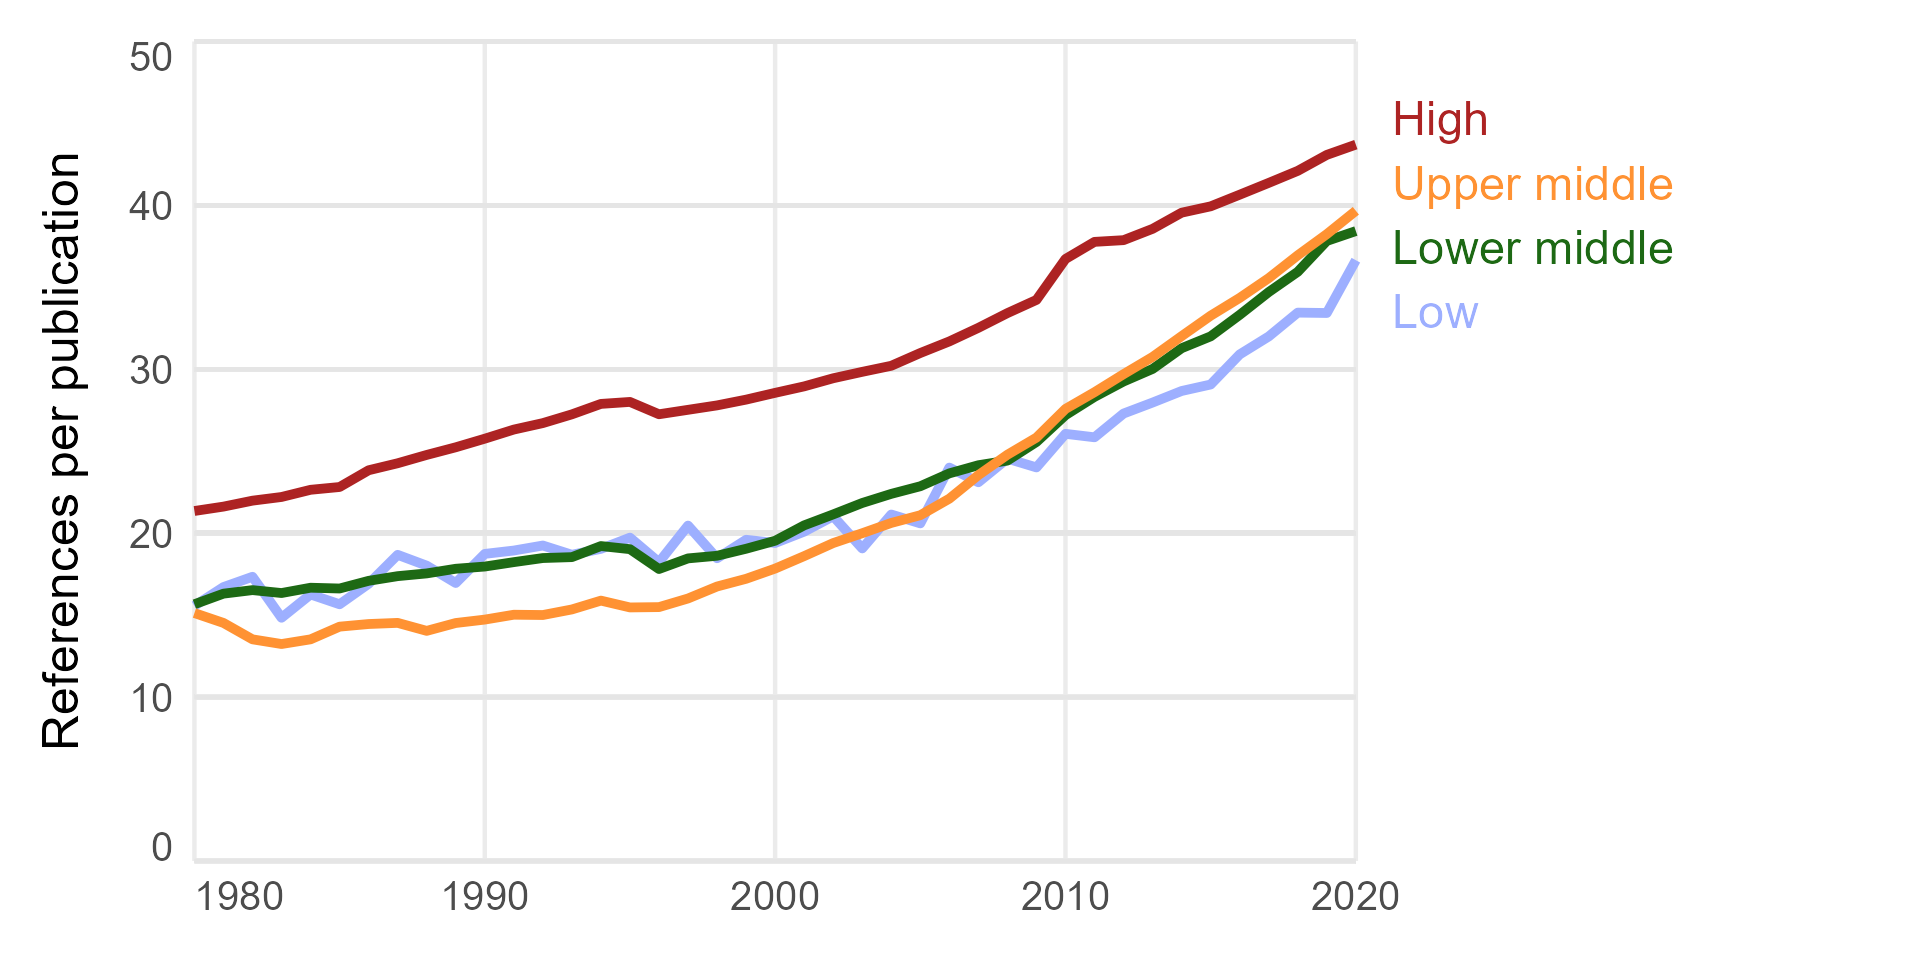 References per publication
50
40
30
20
10
0
1980 1990 2000 2010 2020
High
Upper middle
Lower middle
Low